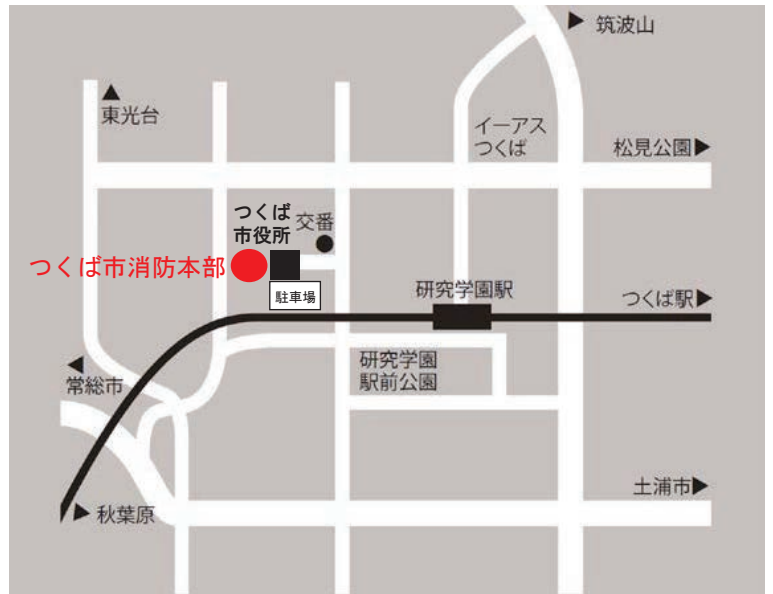 ▶ 筑波山
▲
東光台
イーアス
つくば
松見公園▶
つくば
市役所
交番
つくば市消防本部
駐車場
研究学園駅
つくば駅▶
研究学園
駅前公園
◀
常総市
土浦市▶
▶ 秋葉原